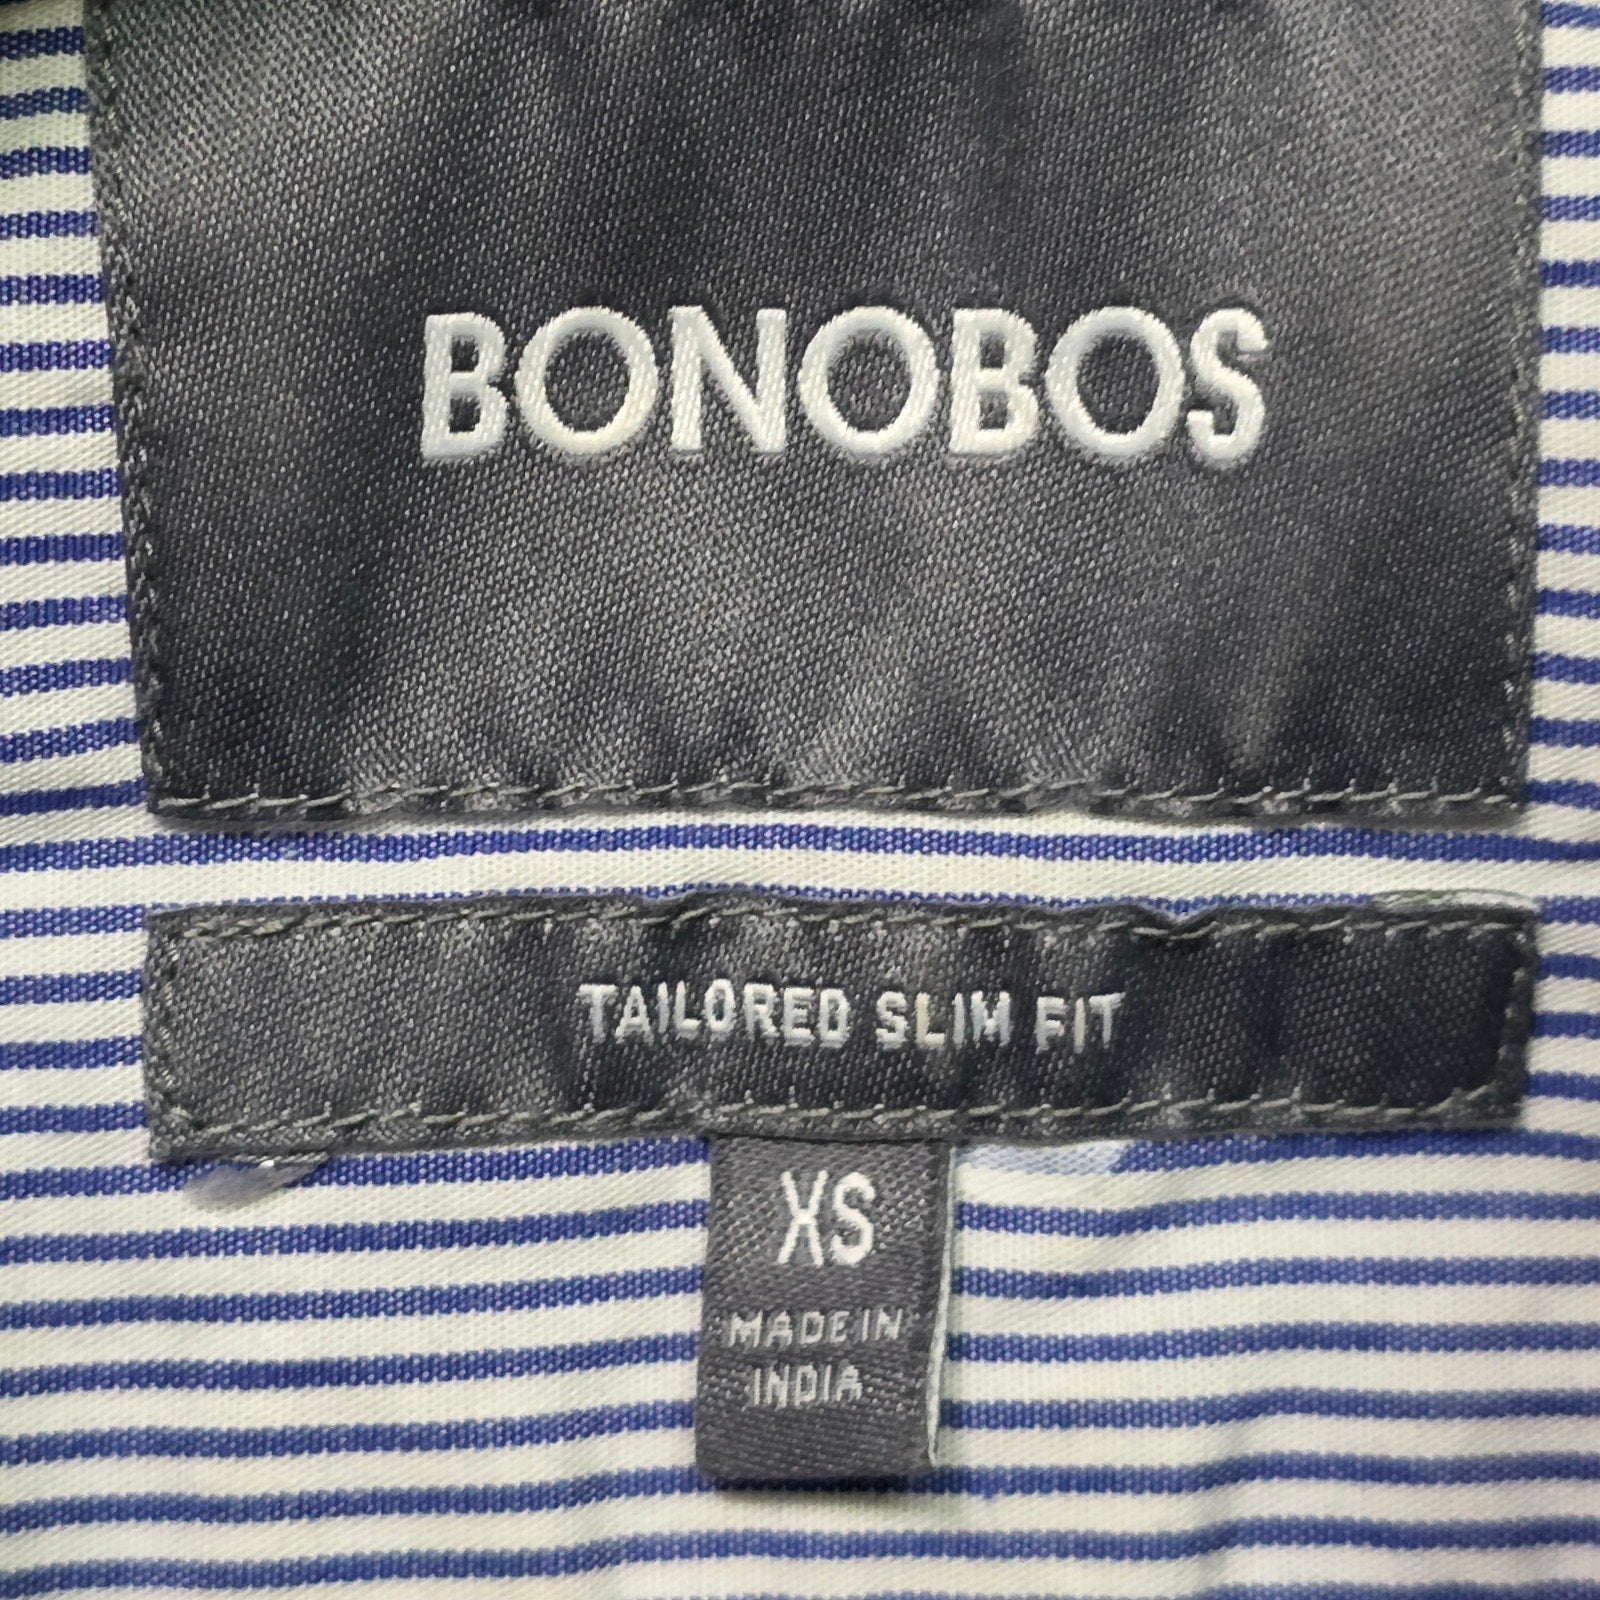 BONOBOS
TAILORED SLIM FIT
XS
MADE IN
INDIA